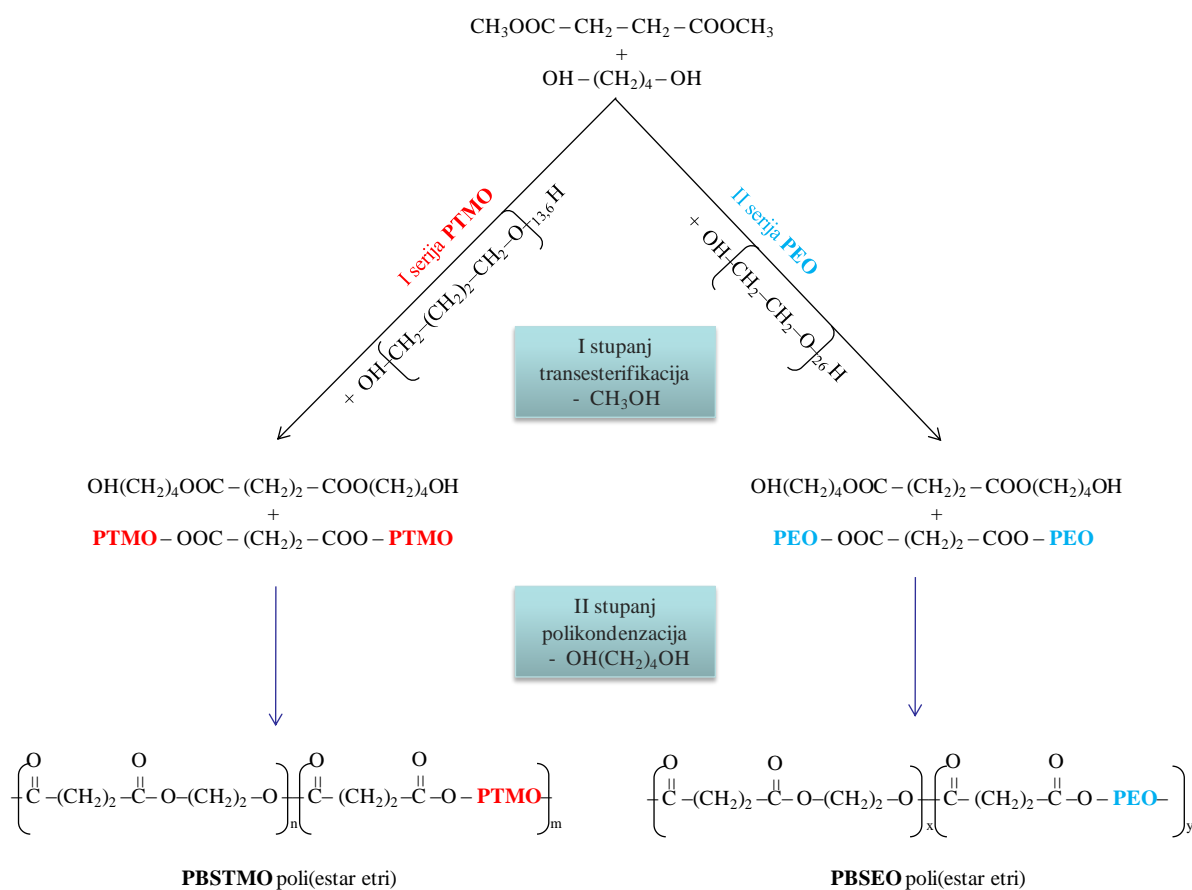 CH₃OOC – CH₂ – CH₂ – COOCH₃
+
OH – (CH₂)₄ – OH
I serija PTMO
+ OH–(CH₂–(CH₂)₂–CH₂–O)₁₃,₆H
II serija PEO
+ OH–(CH₂–CH₂–O)₂₆H
I stupanj
transesterifikacija
- CH₃OH
OH(CH₂)₄OOC – (CH₂)₂ – COO(CH₂)₄OH
+
PTMO – OOC – (CH₂)₂ – COO – PTMO
OH(CH₂)₄OOC – (CH₂)₂ – COO(CH₂)₄OH
+
PEO – OOC – (CH₂)₂ – COO – PEO
II stupanj
polikondenzacija
- OH(CH₂)₄OH
O O O O
–(C –(CH₂)₂ – C – O–(CH₂)₂ – O)n–(C –(CH₂)₂ – C – O – PTMO)m
PBSTMO poli(estar etri)
O O O O
–(C –(CH₂)₂ – C – O–(CH₂)₂ – O)x–(C –(CH₂)₂ – C – O – PEO–)y
PBSEO poli(estar etri)